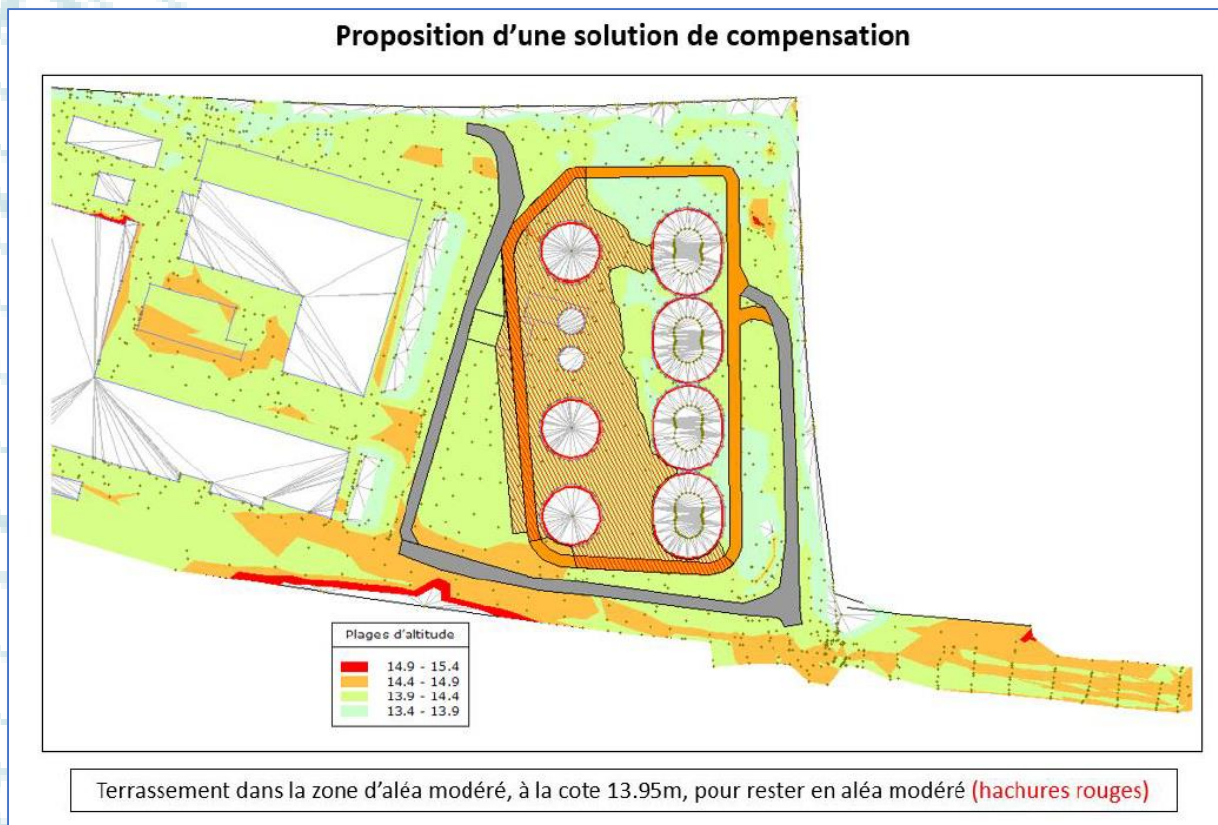 Proposition d’une solution de compensation
Plages d'altitude
14.9 - 15.4
14.4 - 14.9
13.9 - 14.4
13.4 - 13.9
Terrassement dans la zone d’aléa modéré, à la cote 13.95m, pour rester en aléa modéré (hachures rouges)